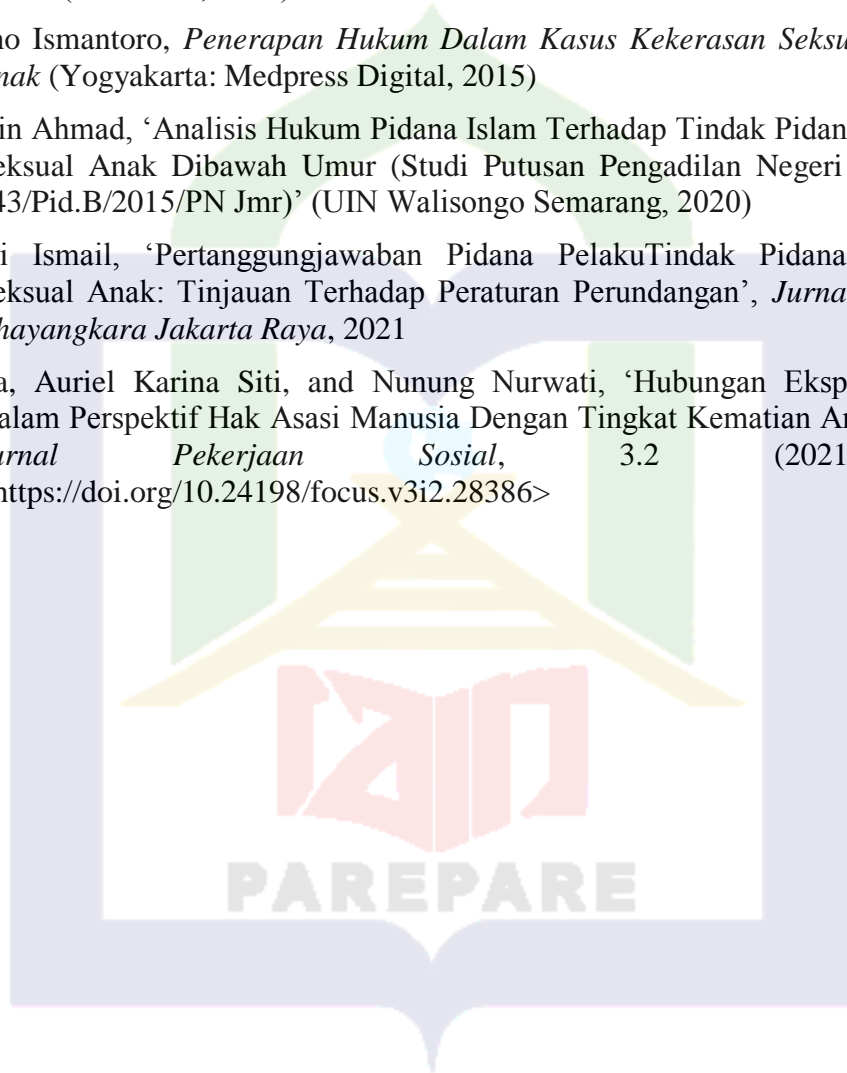 no Ismantoro, Penerapan Hukum Dalam Kasus Kekerasan Seksu
nak (Yogyakarta: Medpress Digital, 2015)
in Ahmad, ‘Analisis Hukum Pidana Islam Terhadap Tindak Pidan
eksual Anak Dibawah Umur (Studi Putusan Pengadilan Negeri
43/Pid.B/2015/PN Jmr)’ (UIN Walisongo Semarang, 2020)
i Ismail, ‘Pertanggungjawaban Pidana PelakuTindak Pidana
eksual Anak: Tinjauan Terhadap Peraturan Perundangan’, Jurna
hayangkara Jakarta Raya, 2021
a, Auriel Karina Siti, and Nunung Nurwati, ‘Hubungan Eksp
alam Perspektif Hak Asasi Manusia Dengan Tingkat Kematian A
urnal Pekerjaan Sosial, 3.2 (2021
https://doi.org/10.24198/focus.v3i2.28386>
iain
PAREPARE